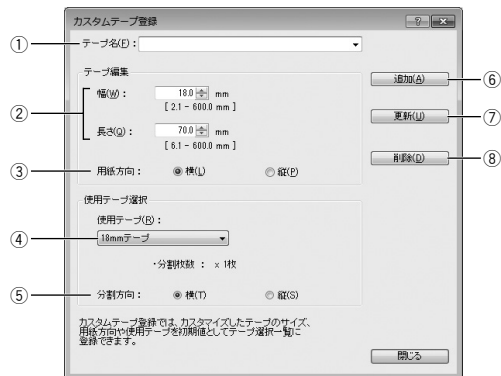 カスタムテープ登録
① テープ名(F)：
テープ編集
② 幅(W)： 18.0 mm
[ 2.1 - 600.0 mm ]
長さ(Q)： 70.0 mm
[ 6.1 - 600.0 mm ]
③ 用紙方向： 横(L) 縦(P)
使用テープ選択
使用テープ(R)：
④ 18mmテープ
・分割枚数 ： x 1枚
⑤ 分割方向： 横(T) 縦(S)
カスタムテープ登録では、カスタマイズしたテープのサイズ、
用紙方向や使用テープを初期値としてテープ選択一覧に
登録できます。
追加(A) ⑥
更新(U) ⑦
削除(D) ⑧
閉じる